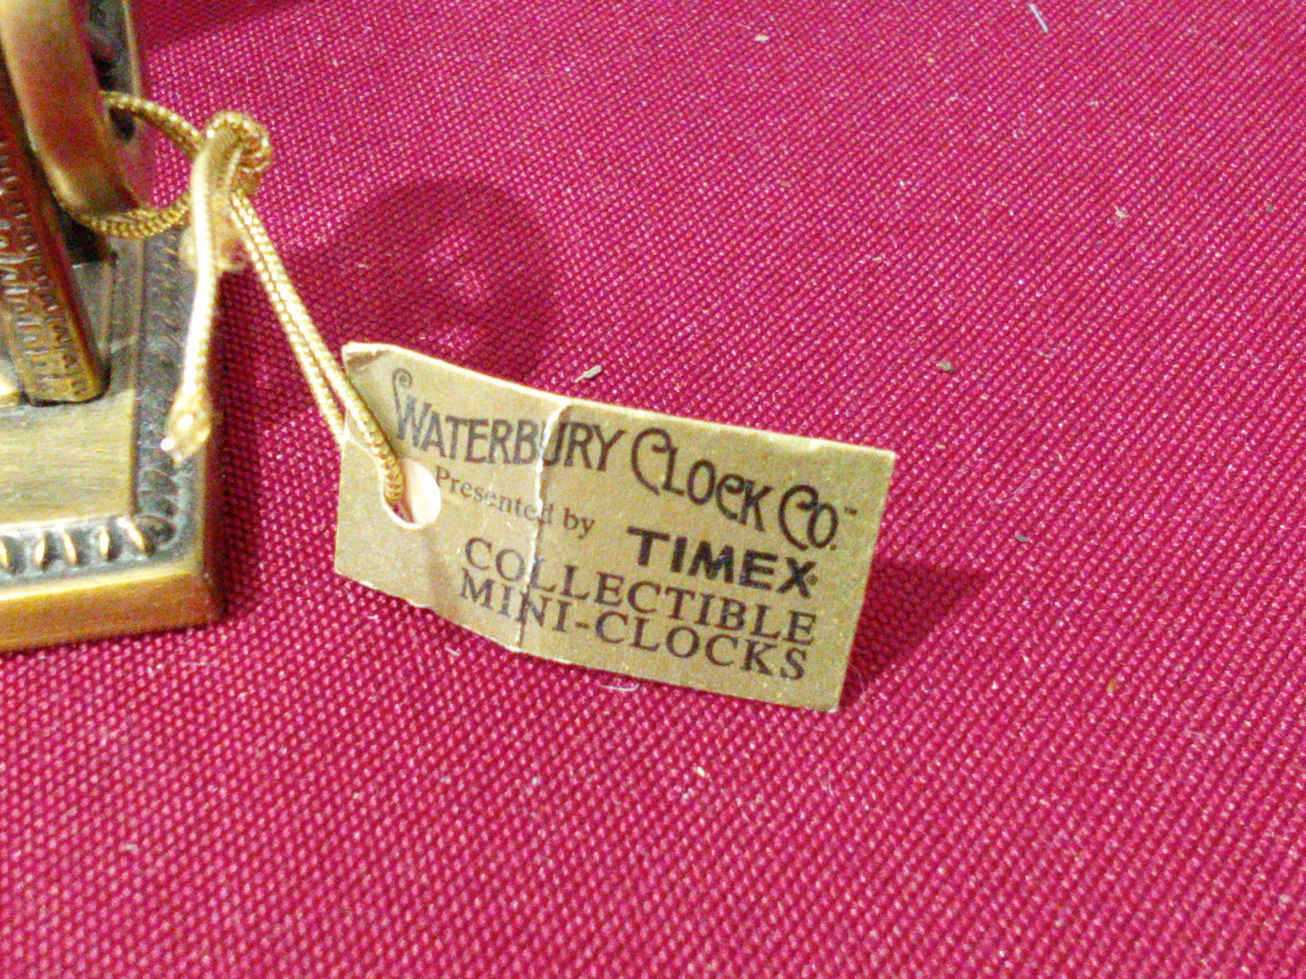 WATERBURY CLOCK CO.™
Presented by TIMEX®
COLLECTIBLE
MINI-CLOCKS